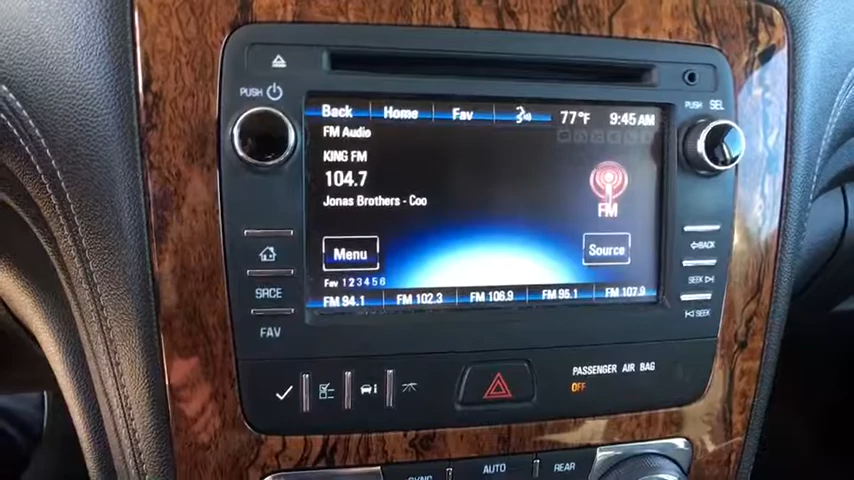 PUSH
PUSH SEL
Back Home Fav 77°F 9:45AM
FM Audio
KING FM
104.7
Jonas Brothers - Coo
FM
Menu Source
Fav 1 2 3 4 5 6
FM 94.1 FM 102.3 FM 106.9 FM 95.1 FM 107.9
SRCE
FAV
BACK
SEEK
SEEK
PASSENGER AIR BAG
OFF
SYNC AUTO REAR